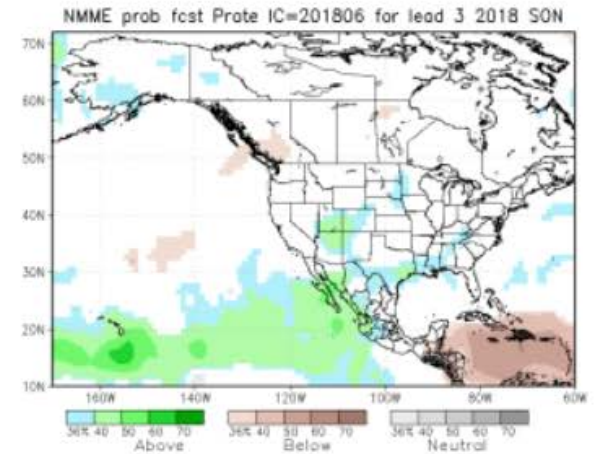 NMME prob fcst Prate IC=201806 for lead 3 2018 SON
70N
60N
50N
40N
30N
20N
10N
160W 140W 120W 100W 80W 60W
36% 40 50 60 70 36% 40 50 60 70 36% 40 50 60 70
Above Below Neutral